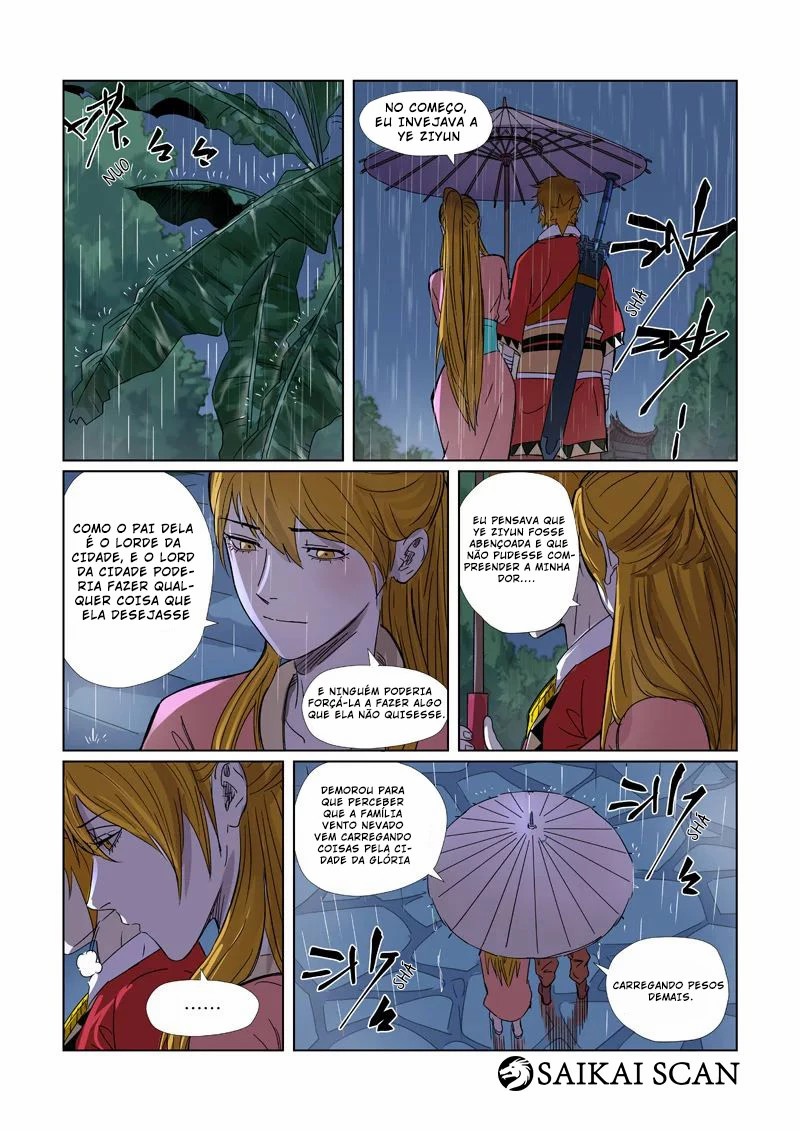 NUO
NO COMEÇO,
EU INVEJAVA A
YE ZIYUN
SHÁ
COMO O PAI DELA
É O LORDE DA
CIDADE, E O LORD
DA CIDADE PODE-
RIA FAZER QUAL-
QUER COISA QUE
ELA DESEJASSE
E NINGUÉM PODERIA
FORÇÁ-LA A FAZER ALGO
QUE ELA NÃO QUISESSE.
EU PENSAVA QUE
YE ZIYUN FOSSE
ABENÇOADA E QUE
NÃO PUDESSE COM-
PREENDER A MINHA
DOR....
......
DEMOROU PARA
QUE PERCEBER
QUE A FAMÍLIA
VENTO NEVADO
VEM CARREGANDO
COISAS PELA CI-
DADE DA GLÓRIA
SHÁ
SHÁ
CARREGANDO PESOS
DEMAIS.
SAIKAI SCAN